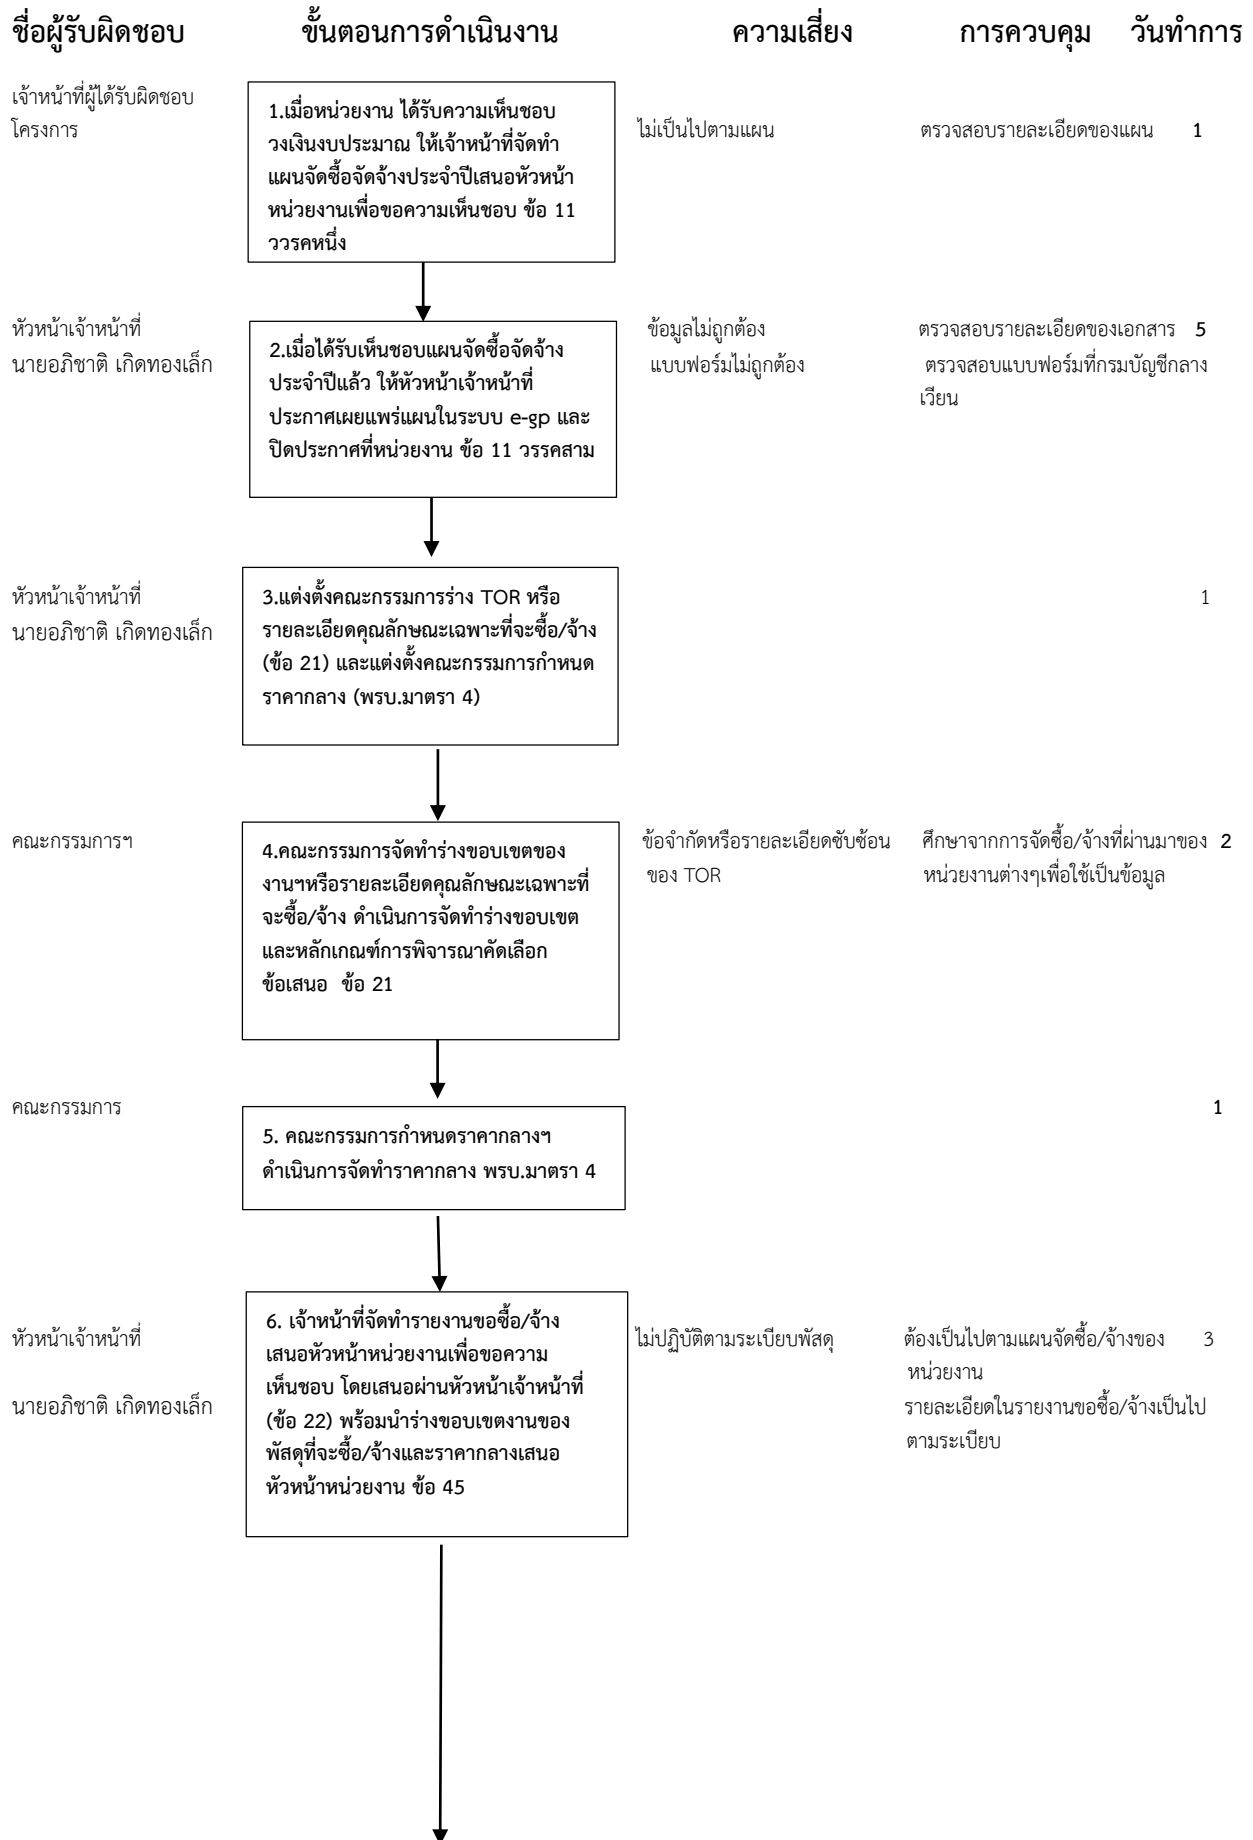 ชื่อผู้รับผิดชอบ ขั้นตอนการดำเนินงาน ความเสี่ยง การควบคุม วันทำการ
เจ้าหน้าที่ผู้ได้รับผิดชอบ
โครงการ
1.เมื่อหน่วยงาน ได้รับความเห็นชอบ
วงเงินงบประมาณ ให้เจ้าหน้าที่จัดทำ
แผนจัดซื้อจัดจ้างประจำปีเสนอหัวหน้า
หน่วยงานเพื่อขอความเห็นชอบ ข้อ 11
ววรคหนึ่ง
ไม่เป็นไปตามแผน
ตรวจสอบรายละเอียดของแผน 1
หัวหน้าเจ้าหน้าที่
นายอภิชาติ เกิดทองเล็ก
2.เมื่อได้รับเห็นชอบแผนจัดซื้อจัดจ้าง
ประจำปีแล้ว ให้หัวหน้าเจ้าหน้าที่
ประกาศเผยแพร่แผนในระบบ e-gp และ
ปิดประกาศที่หน่วยงาน ข้อ 11 วรรคสาม
ข้อมูลไม่ถูกต้อง
แบบฟอร์มไม่ถูกต้อง
ตรวจสอบรายละเอียดของเอกสาร 5
ตรวจสอบแบบฟอร์มที่กรมบัญชีกลาง
เวียน
หัวหน้าเจ้าหน้าที่
นายอภิชาติ เกิดทองเล็ก
3.แต่งตั้งคณะกรรมการร่าง TOR หรือ
รายละเอียดคุณลักษณะเฉพาะที่จะซื้อ/จ้าง
(ข้อ 21) และแต่งตั้งคณะกรรมการกำหนด
ราคากลาง (พรบ.มาตรา 4)
1
คณะกรรมการฯ
4.คณะกรรมการจัดทำร่างขอบเขตของ
งานฯหรือรายละเอียดคุณลักษณะเฉพาะที่
จะซื้อ/จ้าง ดำเนินการจัดทำร่างขอบเขต
และหลักเกณฑ์การพิจารณาคัดเลือก
ข้อเสนอ ข้อ 21
ข้อจำกัดหรือรายละเอียดซับซ้อน
ของ TOR
ศึกษาจากการจัดซื้อ/จ้างที่ผ่านมาของ 2
หน่วยงานต่างๆเพื่อใช้เป็นข้อมูล
คณะกรรมการ
5. คณะกรรมการกำหนดราคากลางฯ
ดำเนินการจัดทำราคากลาง พรบ.มาตรา 4
1
หัวหน้าเจ้าหน้าที่
นายอภิชาติ เกิดทองเล็ก
6. เจ้าหน้าที่จัดทำรายงานขอซื้อ/จ้าง
เสนอหัวหน้าหน่วยงานเพื่อขอความ
เห็นชอบ โดยเสนอผ่านหัวหน้าเจ้าหน้าที่
(ข้อ 22) พร้อมนำร่างขอบเขตงานของ
พัสดุที่จะซื้อ/จ้างและราคากลางเสนอ
หัวหน้าหน่วยงาน ข้อ 45
ไม่ปฏิบัติตามระเบียบพัสดุ
ต้องเป็นไปตามแผนจัดซื้อ/จ้างของ 3
หน่วยงาน
รายละเอียดในรายงานขอซื้อ/จ้างเป็นไป
ตามระเบียบ